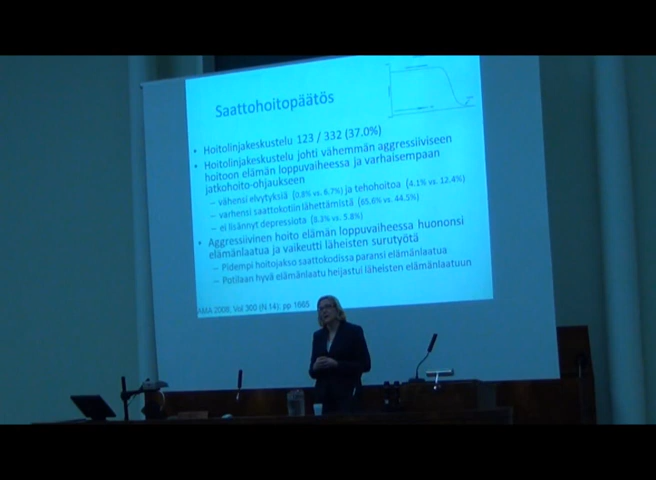 Saattohoitopäätös
• Hoitolinjakeskustelu 123 / 332 (37.0%)
• Hoitolinjakeskustelu johti vähemmän aggressiiviseen
hoitoon elämän loppuvaiheessa ja varhaisempaan
jatkohoito-ohjaukseen
– vähensi elvytyksiä (0,8% vs. 6.7%) ja tehohoitoa (4.1% vs. 12.4%)
– varhensi saattokotiin lähettämistä (65,6% vs. 44.5%)
– ei lisännyt depressiota (8.3% vs. 5.8%)
• Aggressiivinen hoito elämän loppuvaiheessa huononsi
elämänlaatua ja vaikeutti läheisten surutyötä
– Pidempi hoitojakso saattokodissa paransi elämänlaatua
– Potilaan hyvä elämänlaatu heijastui läheisten elämänlaatuun
AMA 2008, Vol 300 (N.14); pp 1665